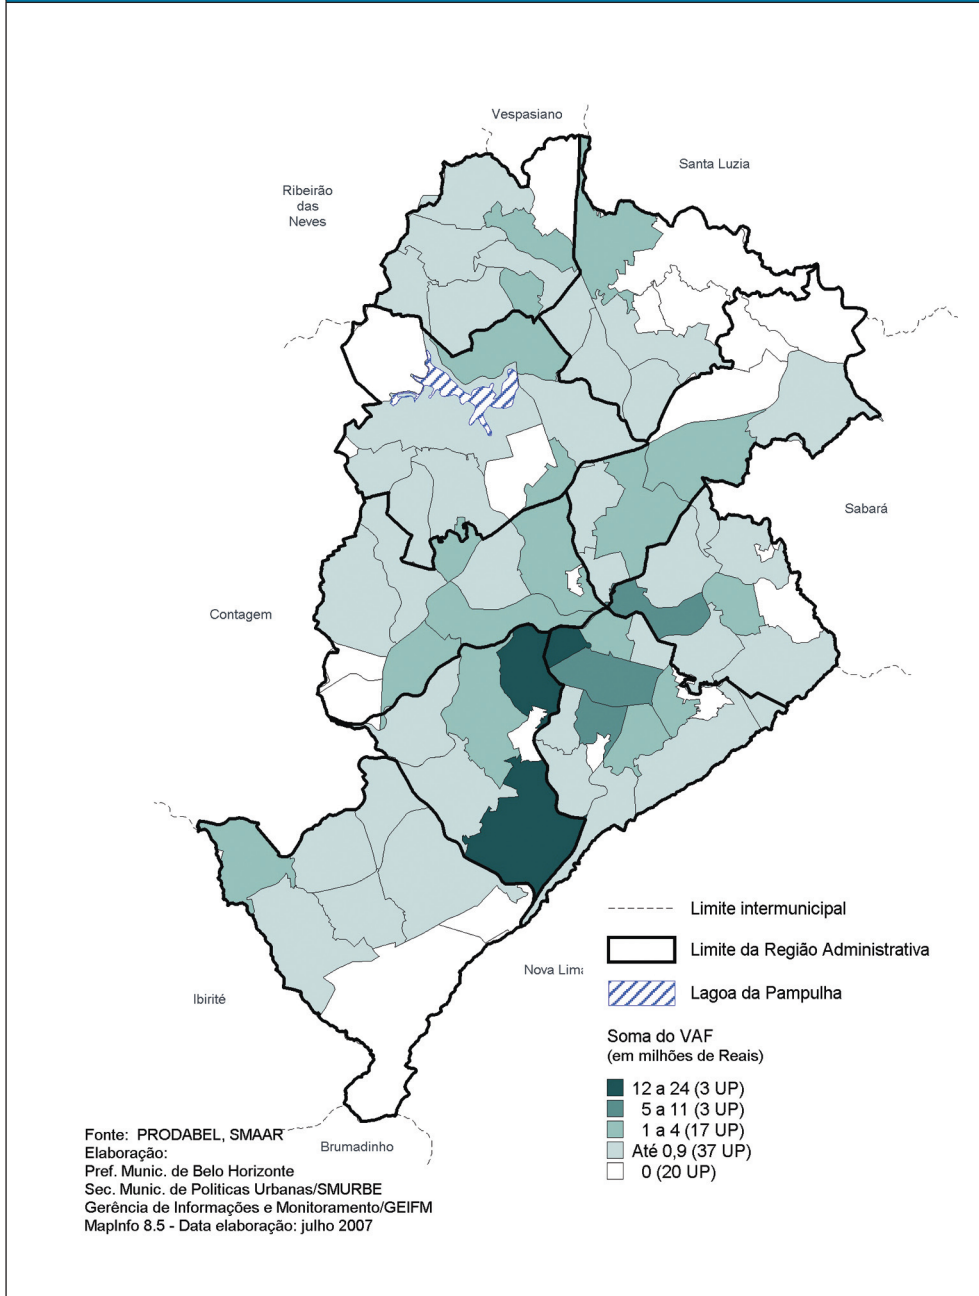 Vespasiano
Santa Luzia
Ribeirão
das
Neves
Sabará
Contagem
Nova Lim
Ibirité
Brumadinho
Limite intermunicipal
Limite da Região Administrativa
Lagoa da Pampulha
Soma do VAF
(em milhões de Reais)
12 a 24 (3 UP)
5 a 11 (3 UP)
1 a 4 (17 UP)
Até 0,9 (37 UP)
0 (20 UP)
Fonte: PRODABEL, SMAAR
Elaboração:
Pref. Munic. de Belo Horizonte
Sec. Munic. de Politicas Urbanas/SMURBE
Gerência de Informações e Monitoramento/GEIFM
MapInfo 8.5 - Data elaboração: julho 2007